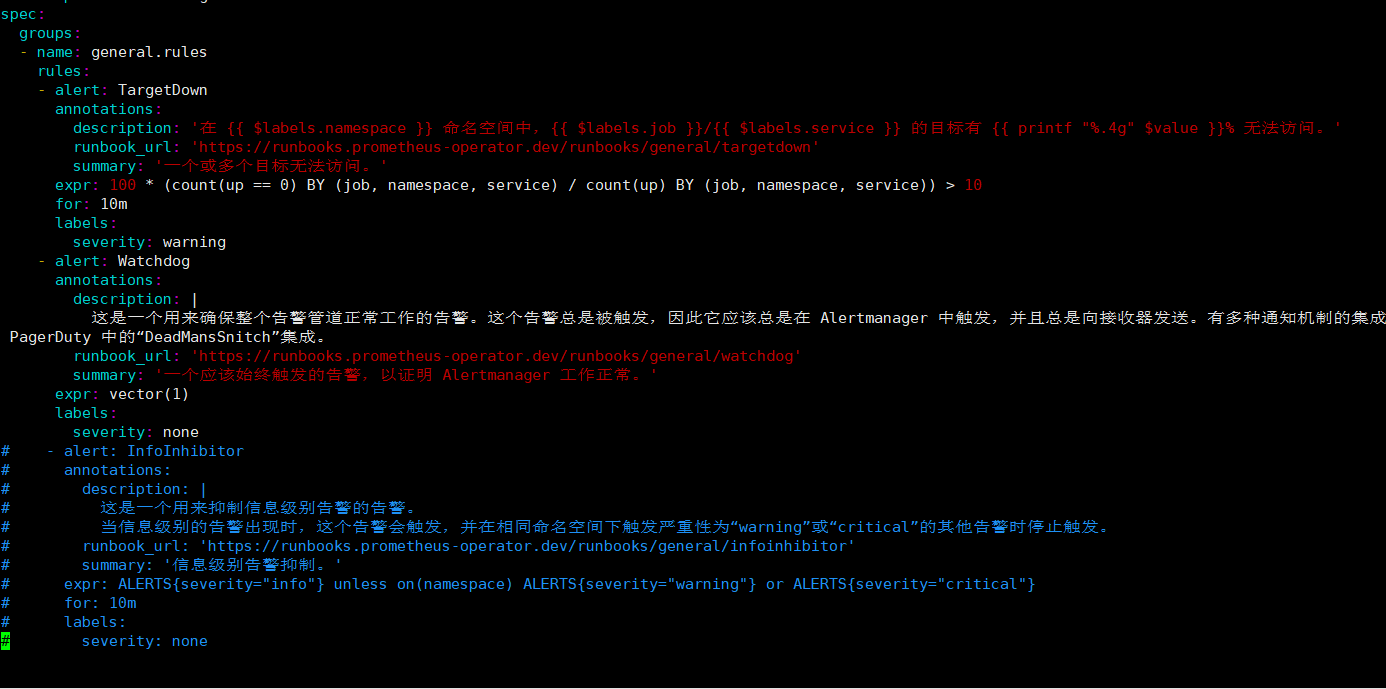 spec:
  groups:
  - name: general.rules
    rules:
    - alert: TargetDown
      annotations:
        description: '在 {{ $labels.namespace }} 命名空间中，{{ $labels.job }}/{{ $labels.service }} 的目标有 {{ printf "%.4g" $value }}% 无法访问。'
        runbook_url: 'https://runbooks.prometheus-operator.dev/runbooks/general/targetdown'
        summary: '一个或多个目标无法访问。'
      expr: 100 * (count(up == 0) BY (job, namespace, service) / count(up) BY (job, namespace, service)) > 10
      for: 10m
      labels:
        severity: warning
    - alert: Watchdog
      annotations:
        description: |
          这是一个用来确保整个告警管道正常工作的告警。这个告警总是被触发，因此它应该总是在 Alertmanager 中触发，并且总是向接收器发送。有多种通知机制的集成
 PagerDuty 中的“DeadMansSnitch”集成。
        runbook_url: 'https://runbooks.prometheus-operator.dev/runbooks/general/watchdog'
        summary: '一个应该始终触发的告警，以证明 Alertmanager 工作正常。'
      expr: vector(1)
      labels:
        severity: none
#    - alert: InfoInhibitor
#      annotations:
#        description: |
#          这是一个用来抑制信息级别告警的告警。
#          当信息级别的告警出现时，这个告警会触发，并在相同命名空间下触发严重性为“warning”或“critical”的其他告警时停止触发。
#        runbook_url: 'https://runbooks.prometheus-operator.dev/runbooks/general/infoinhibitor'
#        summary: '信息级别告警抑制。'
#      expr: ALERTS{severity="info"} unless on(namespace) ALERTS{severity="warning"} or ALERTS{severity="critical"}
#      for: 10m
#      labels:
#        severity: none